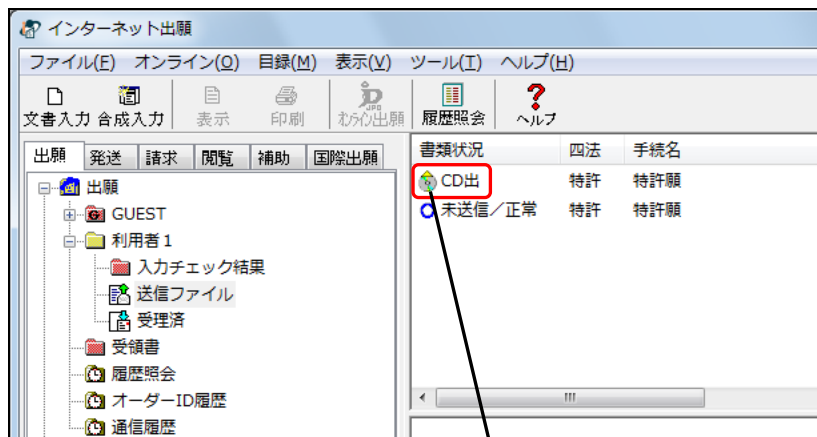 インターネット出願
ファイル(F) オンライン(O) 目録(M) 表示(V) ツール(T) ヘルプ(H)
文書入力 合成入力 表示 印刷 オンライン出願 履歴照会 ヘルプ
出願 発送 請求 閲覧 補助 国際出願
書類状況 四法 手続名
CD出 特許 特許願
未送信/正常 特許 特許願
出願
GUEST
利用者1
入力チェック結果
送信ファイル
受理済
受領書
履歴照会
オーダーID履歴
通信履歴